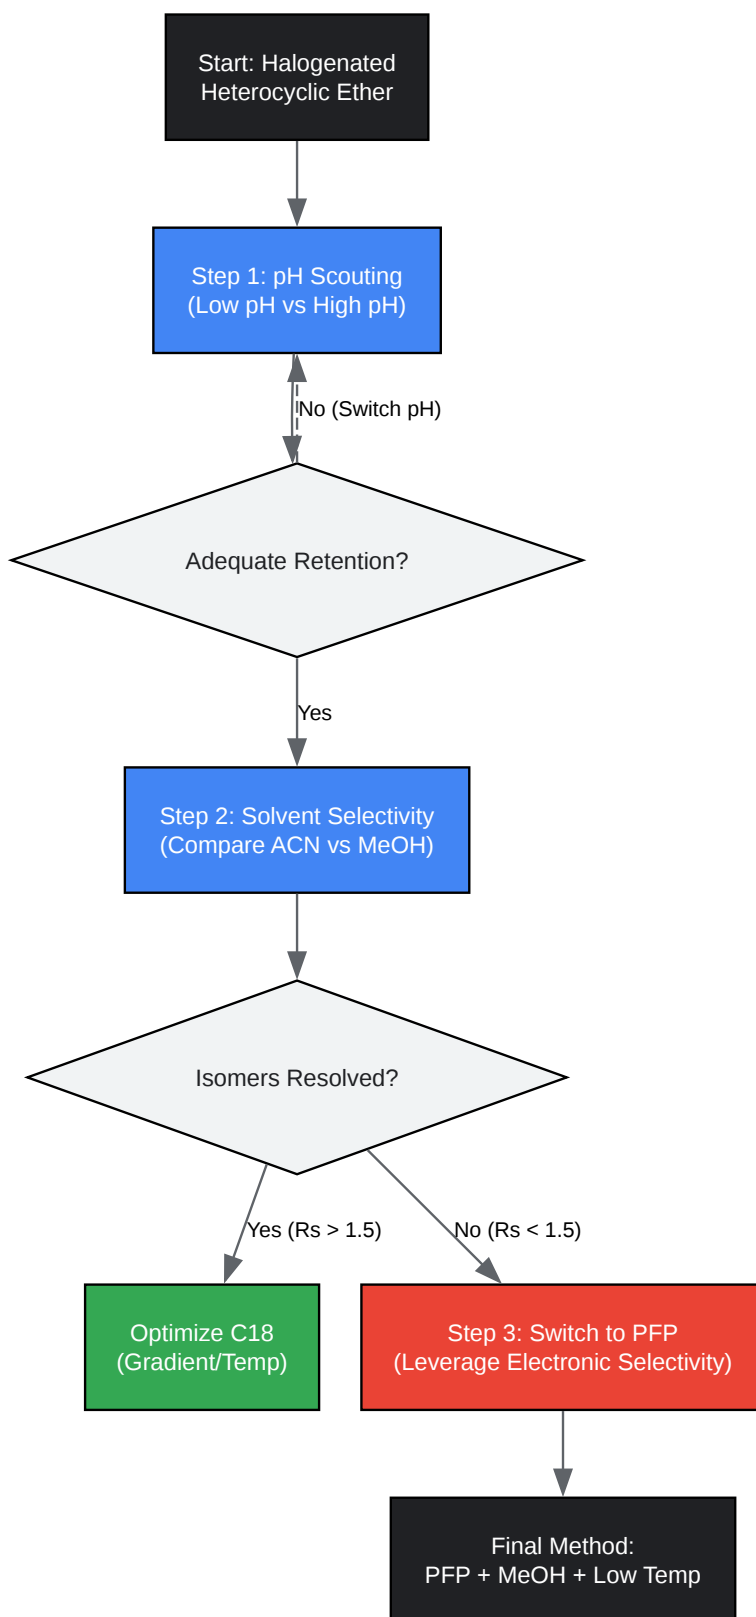 Start: Halogenated
Heterocyclic Ether
Step 1: pH Scouting
(Low pH vs High pH)
No (Switch pH)
Adequate Retention?
Yes
Step 2: Solvent Selectivity
(Compare ACN vs MeOH)
Isomers Resolved?
Yes (Rs > 1.5)
No (Rs < 1.5)
Optimize C18
(Gradient/Temp)
Step 3: Switch to PFP
(Leverage Electronic Selectivity)
Final Method:
PFP + MeOH + Low Temp